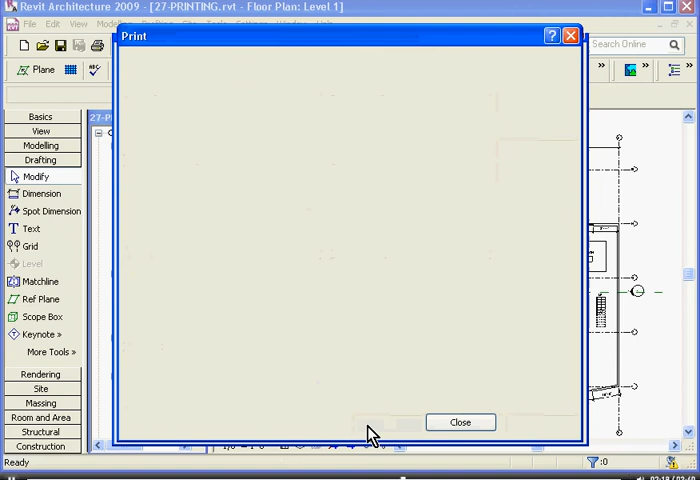 Revit Architecture 2009 - [27-PRINTING.rvt - Floor Plan: Level 1]
File Edit View
Print
Search Online
Plane
Basics
View
Modelling
Drafting
Modify
Dimension
Spot Dimension
Text
Grid
Level
Matchline
Ref Plane
Scope Box
Keynote »
More Tools »
Rendering
Site
Massing
Room and Area
Structural
Construction
Close
Ready
:0